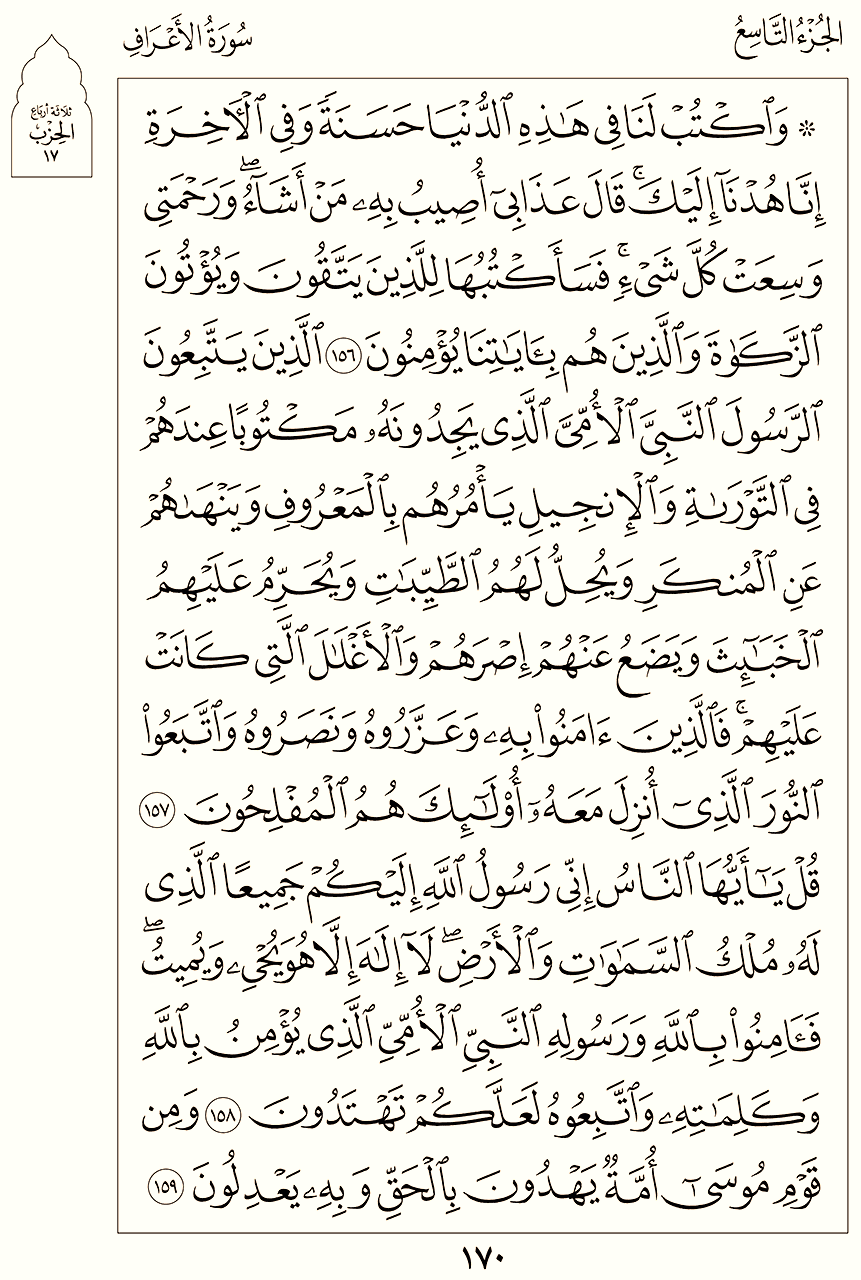 الجُزْءُ التَّاسِعُ
سُورَةُ الأَعْرَافِ
ثلاثة أرباع
الحِزْبِ
١٧
۞ وَٱكۡتُبۡ لَنَا فِي هَٰذِهِ ٱلدُّنۡيَا حَسَنَةٗ وَفِي ٱلۡأٓخِرَةِ
إِنَّا هُدۡنَآ إِلَيۡكَۚ قَالَ عَذَابِيٓ أُصِيبُ بِهِۦ مَنۡ أَشَآءُۖ وَرَحۡمَتِي
وَسِعَتۡ كُلَّ شَيۡءٖۚ فَسَأَكۡتُبُهَا لِلَّذِينَ يَتَّقُونَ وَيُؤۡتُونَ
ٱلزَّكَوٰةَ وَٱلَّذِينَ هُم بِـَٔايَٰتِنَا يُؤۡمِنُونَ ١٥٦ ٱلَّذِينَ يَتَّبِعُونَ
ٱلرَّسُولَ ٱلنَّبِيَّ ٱلۡأُمِّيَّ ٱلَّذِي يَجِدُونَهُۥ مَكۡتُوبًا عِندَهُمۡ
فِي ٱلتَّوۡرَىٰةِ وَٱلۡإِنجِيلِ يَأۡمُرُهُم بِٱلۡمَعۡرُوفِ وَيَنۡهَىٰهُمۡ
عَنِ ٱلۡمُنكَرِ وَيُحِلُّ لَهُمُ ٱلطَّيِّبَٰتِ وَيُحَرِّمُ عَلَيۡهِمُ
ٱلۡخَبَٰٓئِثَ وَيَضَعُ عَنۡهُمۡ إِصۡرَهُمۡ وَٱلۡأَغۡلَٰلَ ٱلَّتِي كَانَتۡ
عَلَيۡهِمۡۚ فَٱلَّذِينَ ءَامَنُواْ بِهِۦ وَعَزَّرُوهُ وَنَصَرُوهُ وَٱتَّبَعُواْ
ٱلنُّورَ ٱلَّذِيٓ أُنزِلَ مَعَهُۥٓ أُوْلَٰٓئِكَ هُمُ ٱلۡمُفۡلِحُونَ ١٥٧
قُلۡ يَٰٓأَيُّهَا ٱلنَّاسُ إِنِّي رَسُولُ ٱللَّهِ إِلَيۡكُمۡ جَمِيعًا ٱلَّذِي
لَهُۥ مُلۡكُ ٱلسَّمَٰوَٰتِ وَٱلۡأَرۡضِۖ لَآ إِلَٰهَ إِلَّا هُوَ يُحۡيِۦ وَيُمِيتُۖ
فَـَٔامِنُواْ بِٱللَّهِ وَرَسُولِهِ ٱلنَّبِيِّ ٱلۡأُمِّيِّ ٱلَّذِي يُؤۡمِنُ بِٱللَّهِ
وَكَلِمَٰتِهِۦ وَٱتَّبِعُوهُ لَعَلَّكُمۡ تَهۡتَدُونَ ١٥٨ وَمِن
قَوۡمِ مُوسَىٰٓ أُمَّةٞ يَهۡدُونَ بِٱلۡحَقِّ وَبِهِۦ يَعۡدِلُونَ ١٥٩
١٧٠